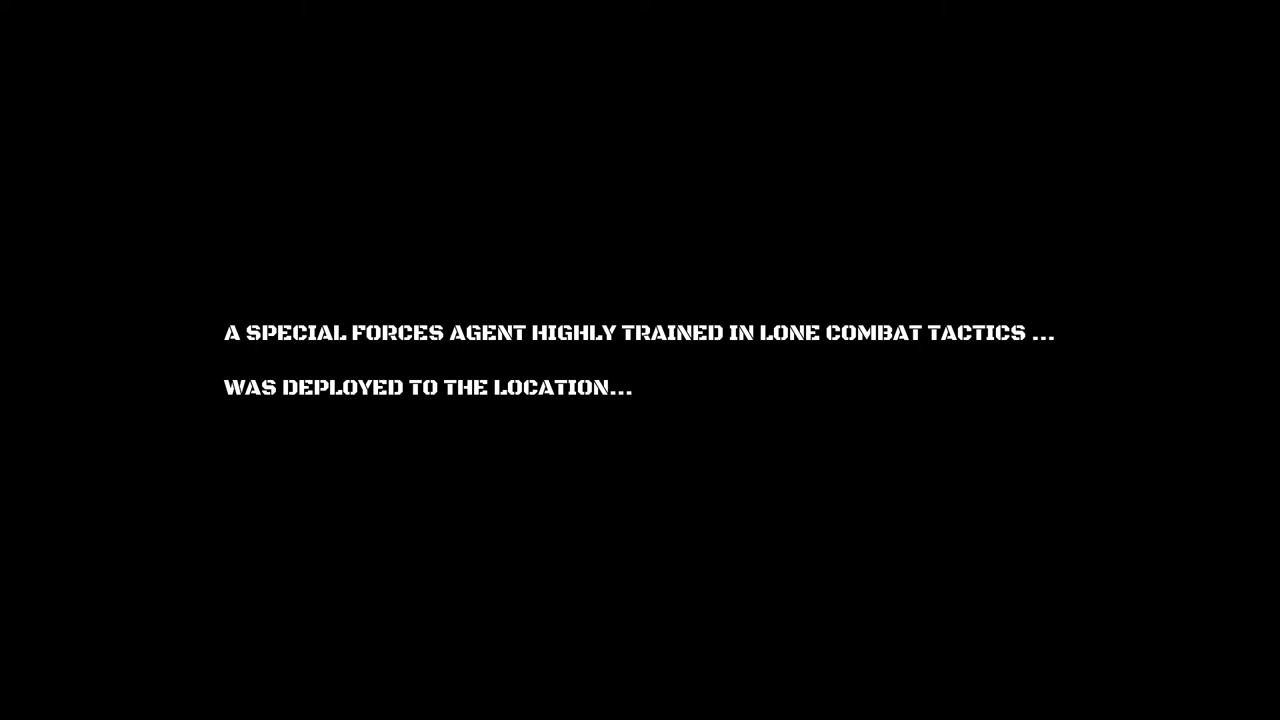 A SPECIAL FORCES AGENT HIGHLY TRAINED IN LONE COMBAT TACTICS ...
WAS DEPLOYED TO THE LOCATION...